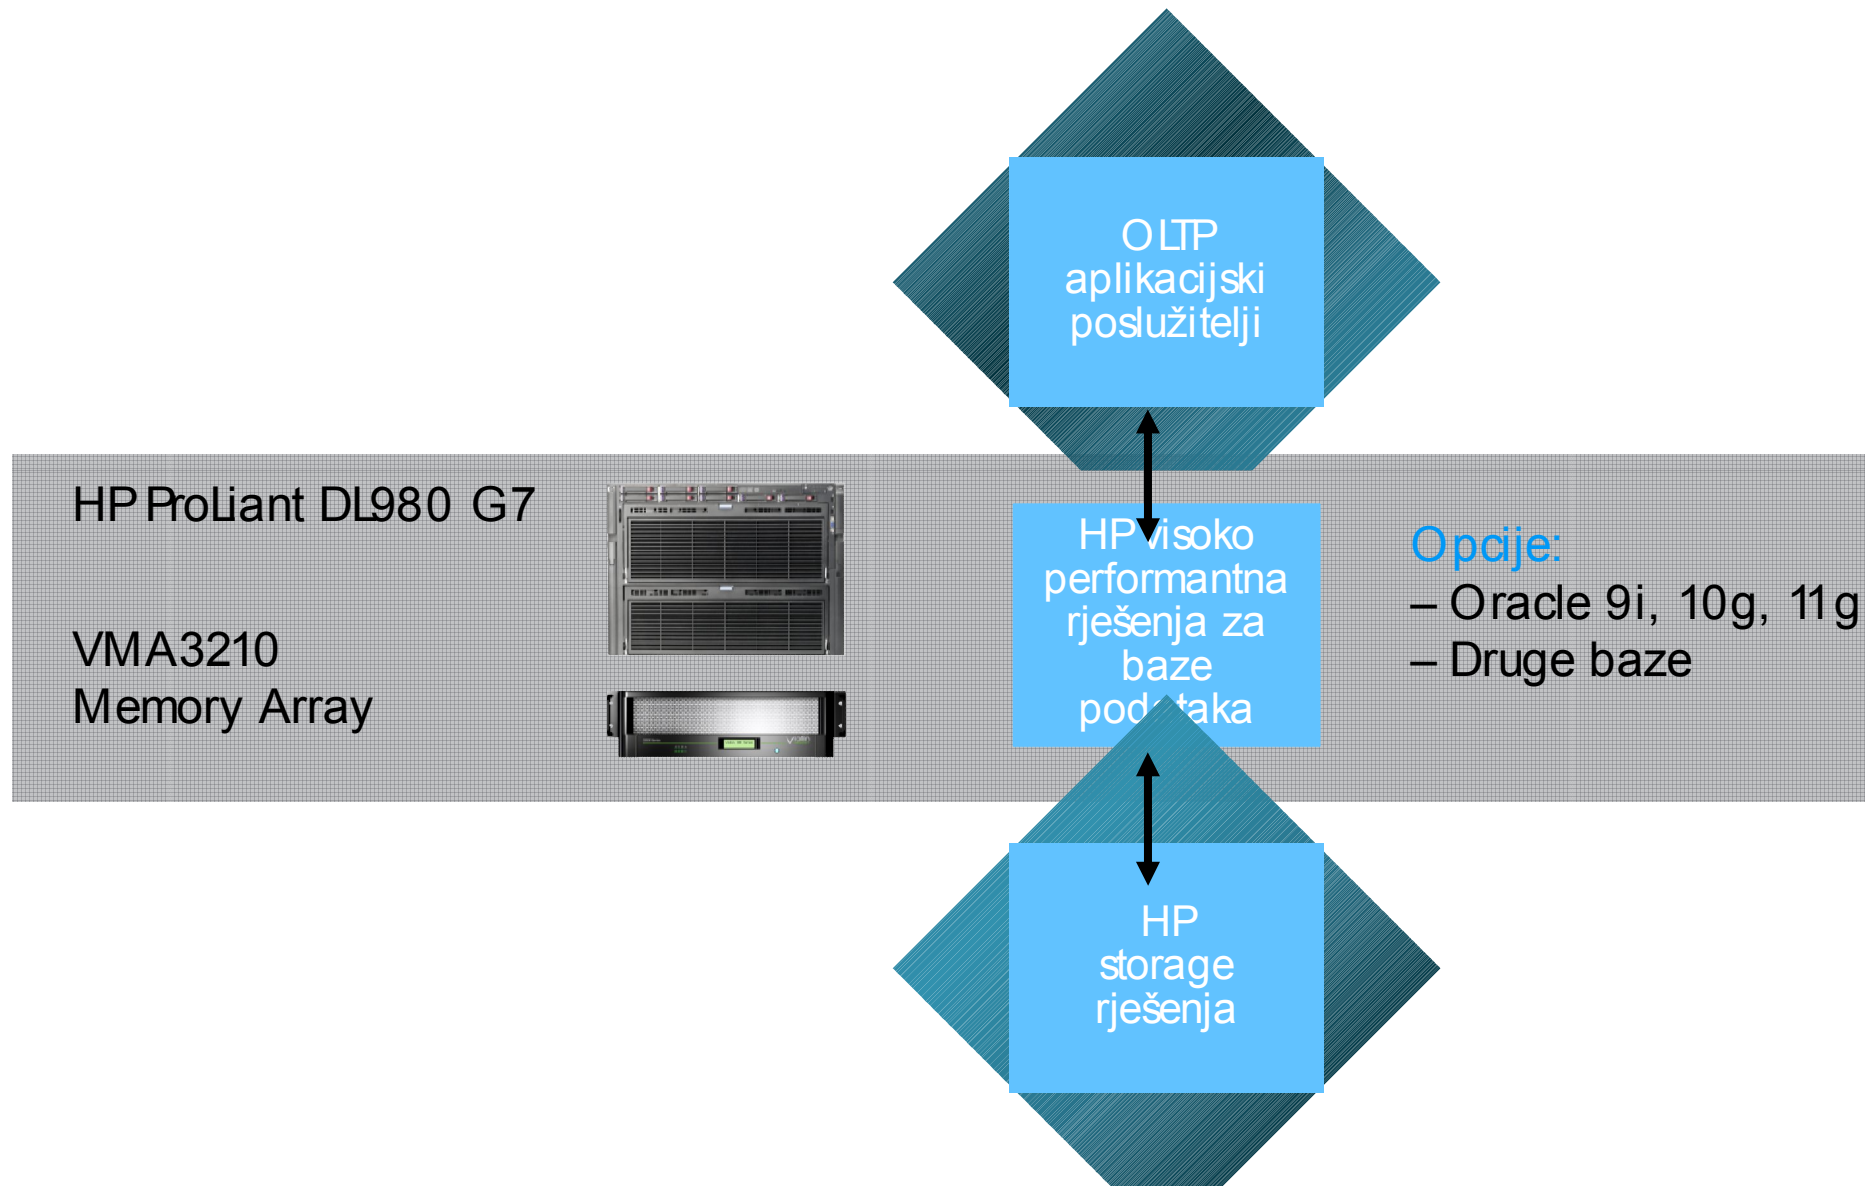 OLTP
aplikacijski
poslužitelji
HP ProLiant DL980 G7
VMA3210
Memory Array
HP visoko
performantna
rješenja za
baze
podataka
Opcije:
– Oracle 9i, 10g, 11g
– Druge baze
HP
storage
rješenja